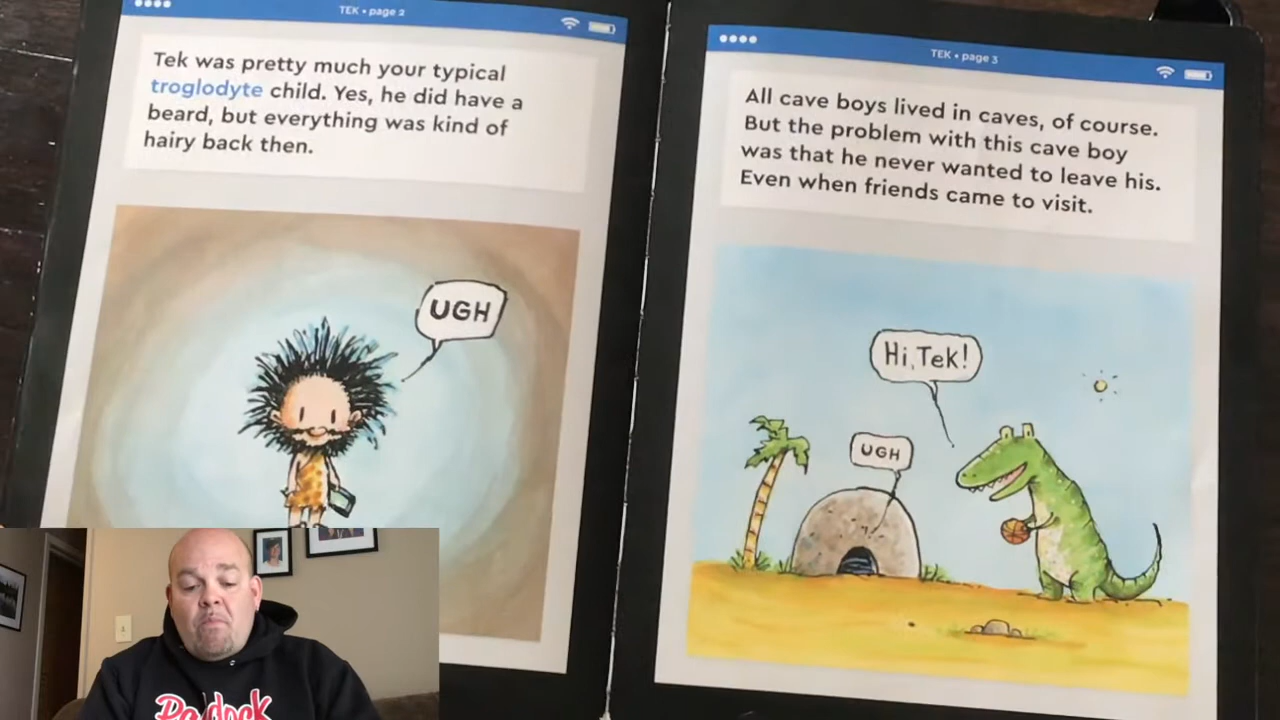 TEK • page 2
Tek was pretty much your typical
troglodyte child. Yes, he did have a
beard, but everything was kind of
hairy back then.
UGH
TEK • page 3
All cave boys lived in caves, of course.
But the problem with this cave boy
was that he never wanted to leave his.
Even when friends came to visit.
Hi, Tek!
UGH